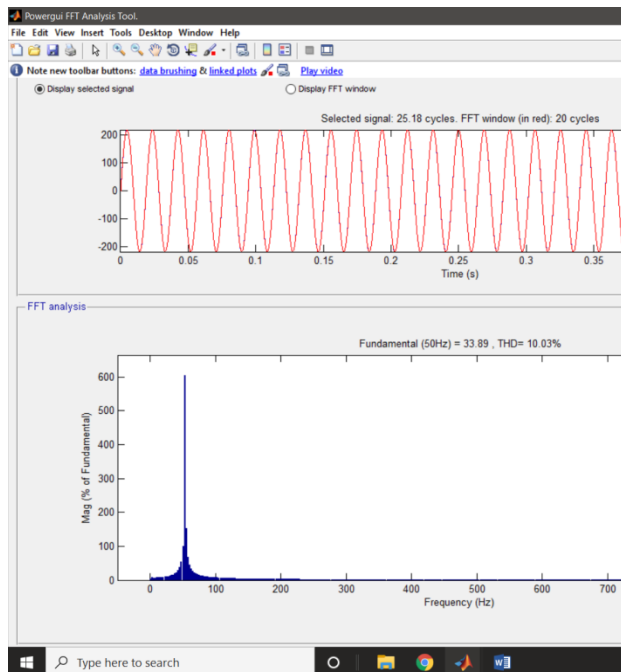 Powergui FFT Analysis Tool.
File Edit View Insert Tools Desktop Window Help
Note new toolbar buttons: data brushing & linked plots Play video
Display selected signal Display FFT window
Selected signal: 25.18 cycles. FFT window (in red): 20 cycles
200
100
0
-100
-200
0 0.05 0.1 0.15 0.2 0.25 0.3 0.35
Time (s)
FFT analysis
Fundamental (50Hz) = 33.89 , THD= 10.03%
Mag (% of Fundamental)
600
500
400
300
200
100
0
0 100 200 300 400 500 600 700
Frequency (Hz)
Type here to search